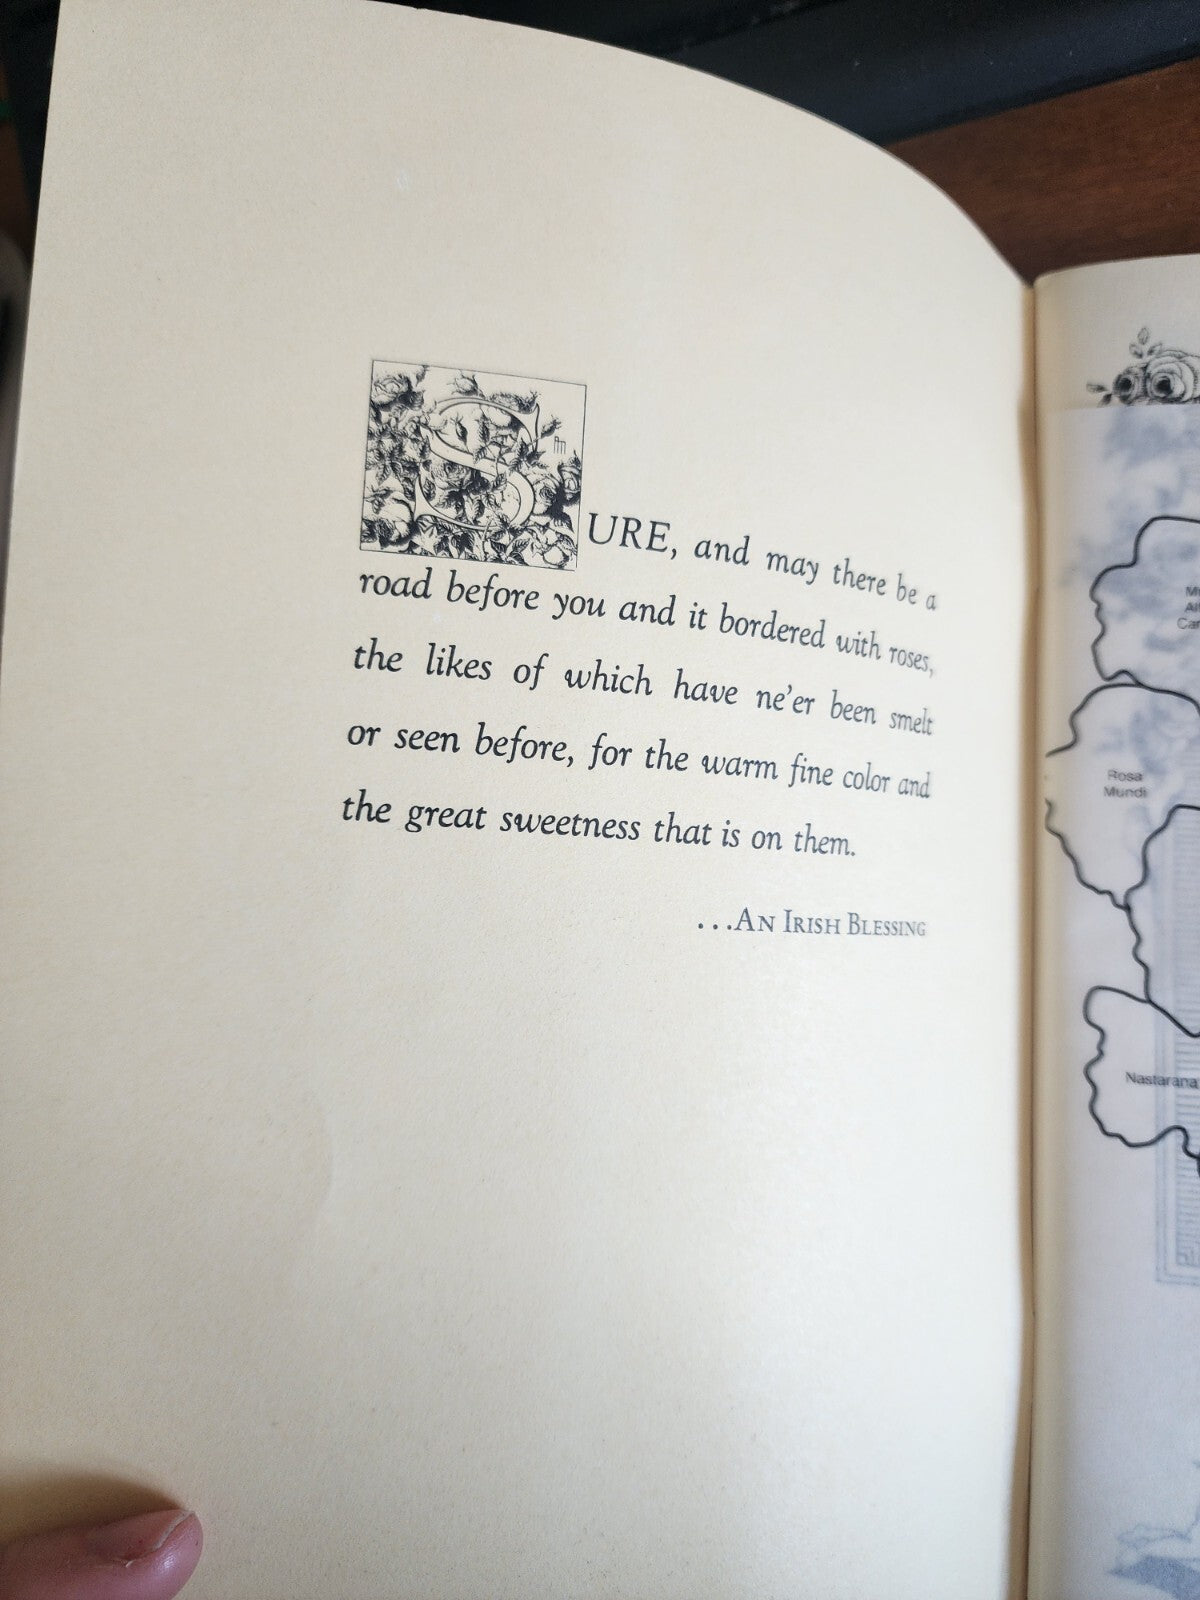 SURE, and may there be a
road before you and it bordered with roses,
the likes of which have ne'er been smelt
or seen before, for the warm fine color and
the great sweetness that is on them.
...AN IRISH BLESSING
Rosa
Mundi
Nastarana